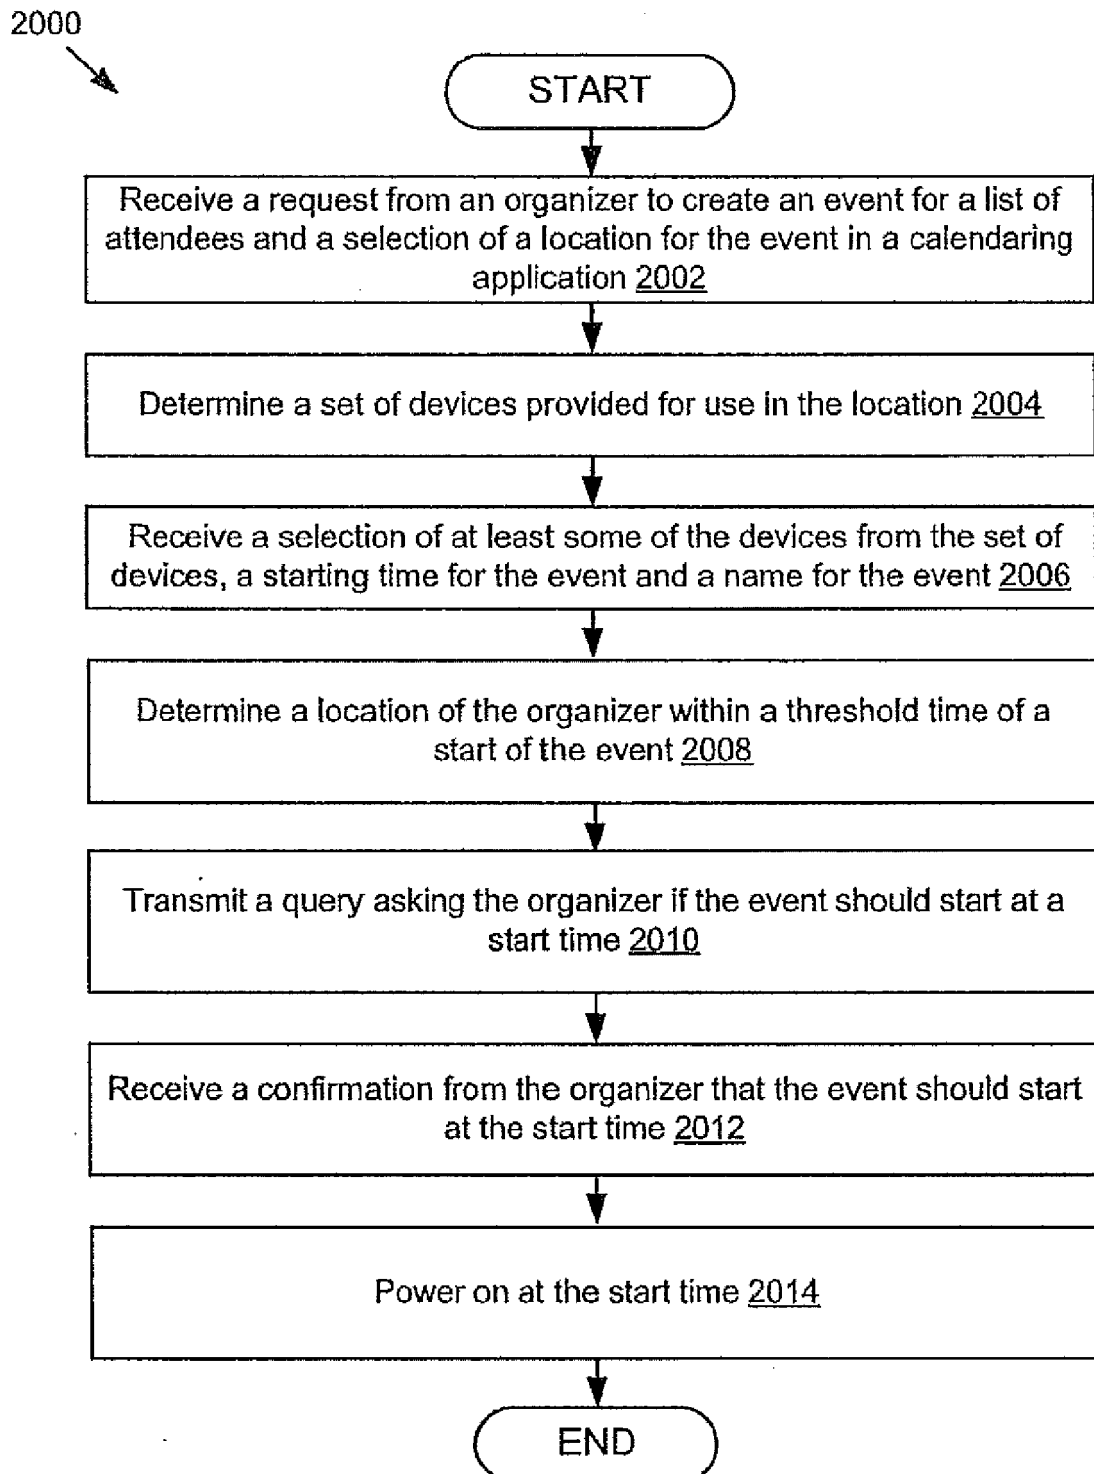 2000
START
Receive a request from an organizer to create an event for a list of
attendees and a selection of a location for the event in a calendaring
application 2002
Determine a set of devices provided for use in the location 2004
Receive a selection of at least some of the devices from the set of
devices, a starting time for the event and a name for the event 2006
Determine a location of the organizer within a threshold time of a
start of the event 2008
Transmit a query asking the organizer if the event should start at a
start time 2010
Receive a confirmation from the organizer that the event should start
at the start time 2012
Power on at the start time 2014
END